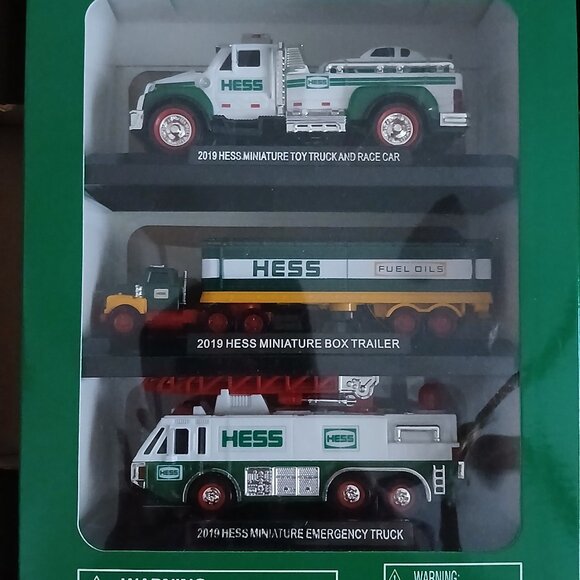 HESS
HESS
2019 HESS MINIATURE TOY TRUCK AND RACE CAR
HESS
FUEL OILS
2019 HESS MINIATURE BOX TRAILER
HESS
HESS
HESS
2019 HESS MINIATURE EMERGENCY TRUCK
WARNING:
WARNING: